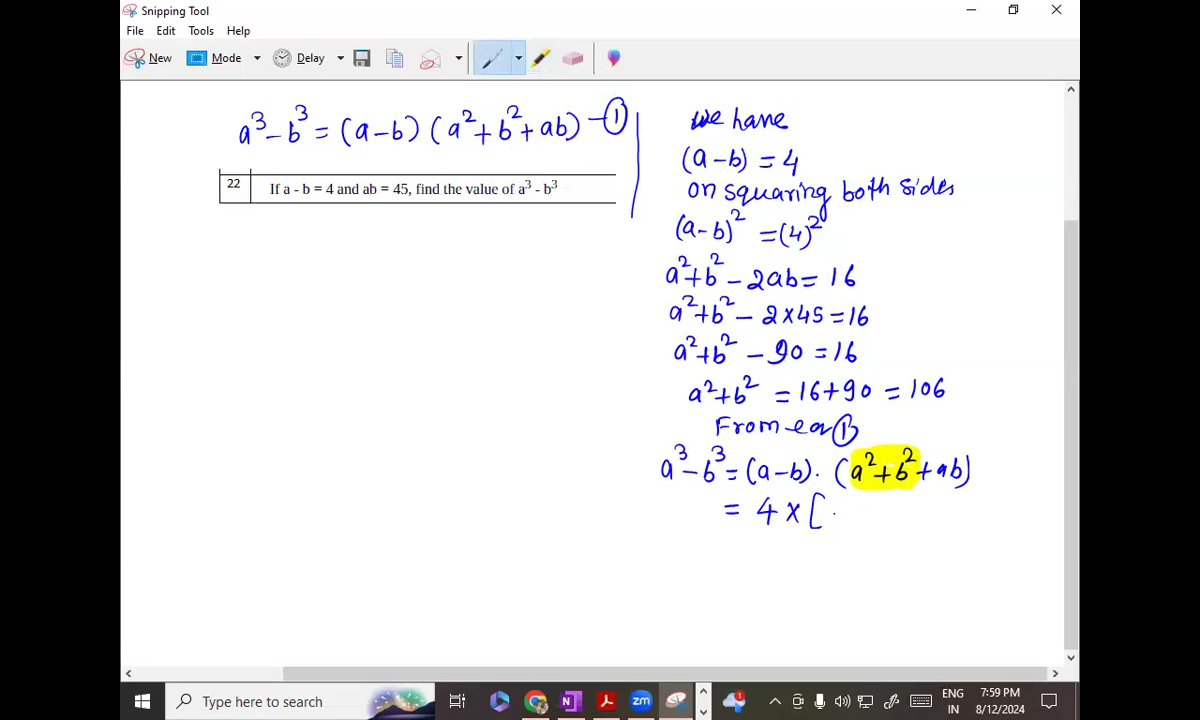 Snipping Tool
File Edit Tools Help
New Mode Delay
a³ - b³ = (a-b) (a² + b² + ab) - ①
22 If a - b = 4 and ab = 45, find the value of a³ - b³
we have
(a-b) = 4
on squaring both sides
(a-b)² = (4)²
a² + b² - 2ab = 16
a² + b² - 2×45 = 16
a² + b² - 90 = 16
a² + b² = 16+90 = 106
From eq ①
a³ - b³ = (a-b). (a² + b² + ab)
= 4 × [
Type here to search
ENG
IN
7:59 PM
8/12/2024